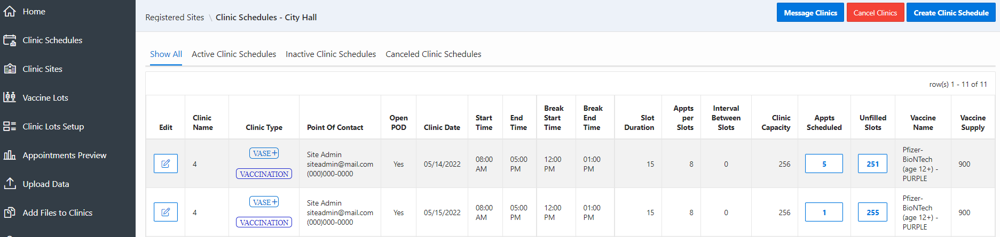 Home
Clinic Schedules
Clinic Sites
Vaccine Lots
Clinic Lots Setup
Appointments Preview
Upload Data
Add Files to Clinics
Registered Sites \ Clinic Schedules - City Hall
Message Clinics
Cancel Clinics
Create Clinic Schedule
Show All
Active Clinic Schedules
Inactive Clinic Schedules
Canceled Clinic Schedules
row(s) 1 - 11 of 11
Edit
Clinic
Name
Clinic Type
Point Of Contact
Open
POD
Clinic Date
Start
Time
End
Time
Break
Start
Time
Break
End
Time
Slot
Duration
Appts
per
Slots
Interval
Between
Slots
Clinic
Capacity
Appts
Scheduled
Unfilled
Slots
Vaccine
Name
Vaccine
Supply
4
VASE+
VACCINATION
Site Admin
siteadmin@mail.com
(000)000-0000
Yes
05/14/2022
08:00
AM
05:00
PM
12:00
PM
01:00
PM
15
8
0
256
5
251
Pfizer-
BioNTech
(age 12+) -
PURPLE
900
4
VASE+
VACCINATION
Site Admin
siteadmin@mail.com
(000)000-0000
Yes
05/15/2022
08:00
AM
05:00
PM
12:00
PM
01:00
PM
15
8
0
256
1
255
Pfizer-
BioNTech
(age 12+) -
PURPLE
900